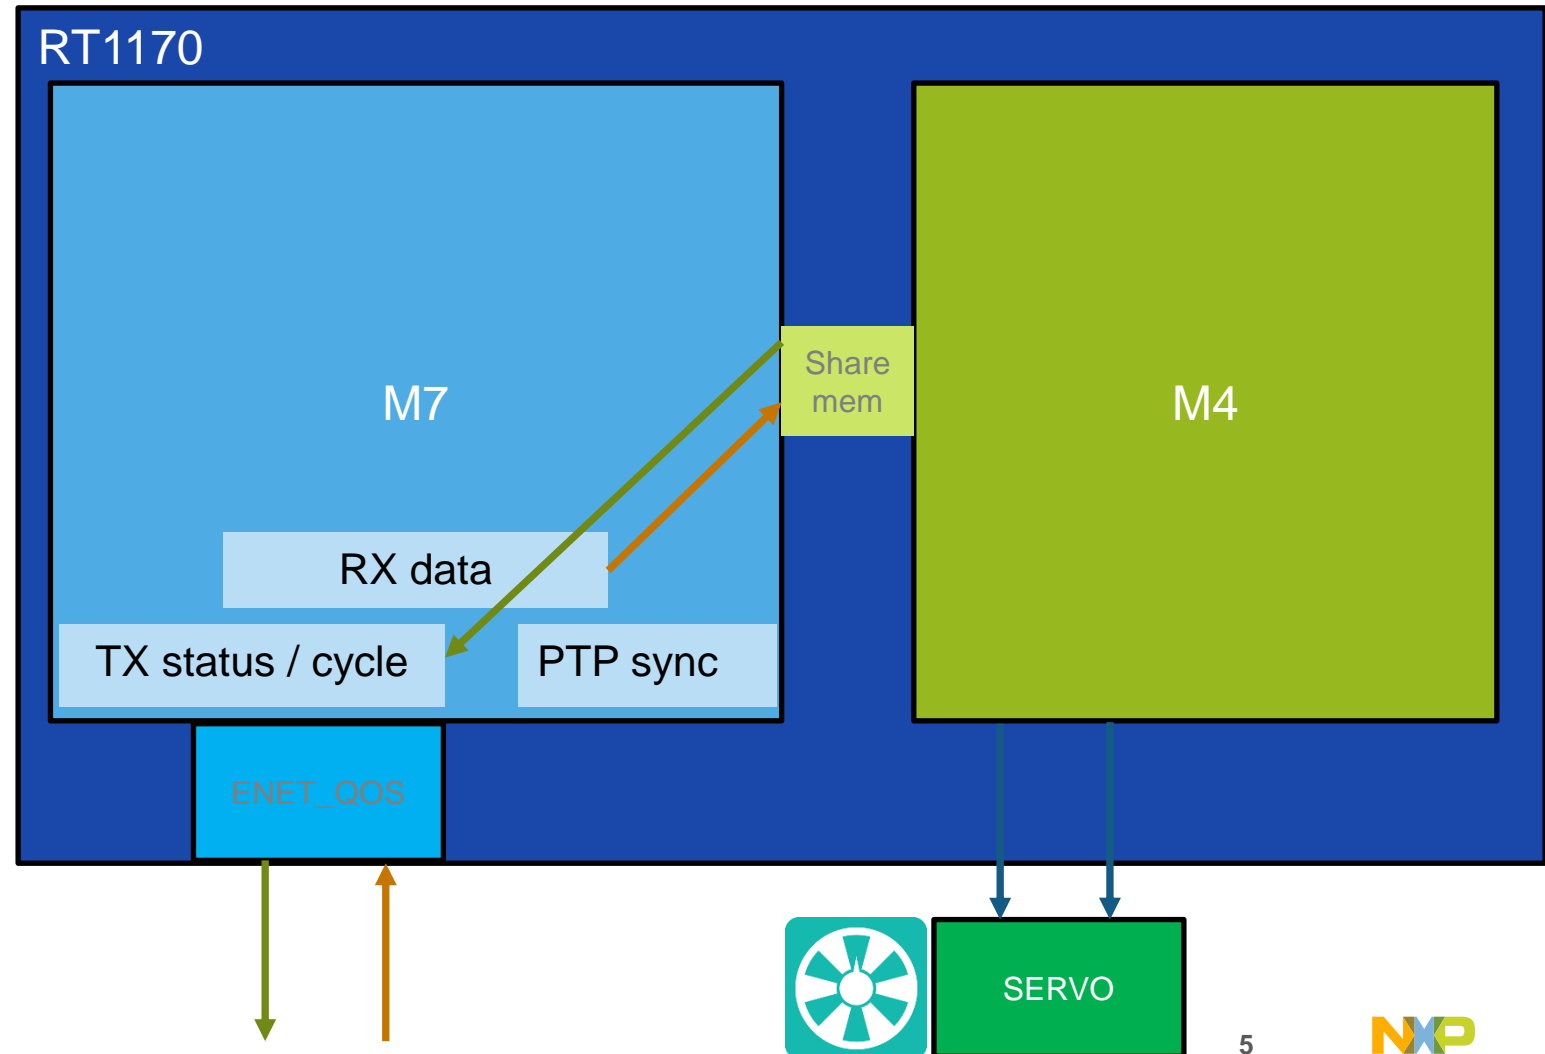 RT1170
Share
mem
M7
M4
RX data
TX status / cycle
PTP sync
ENET_QOS
SERVO
5
NXP